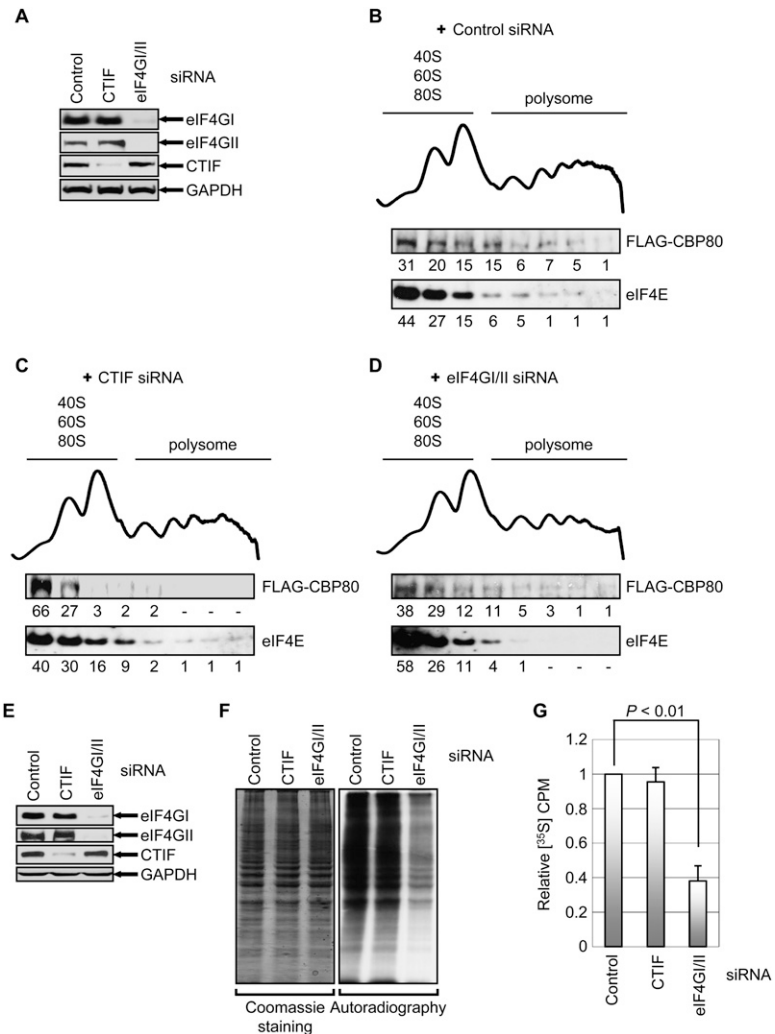 A
Control
CTIF
eIF4GI/II
siRNA
eIF4GI
eIF4GII
CTIF
GAPDH
B
+ Control siRNA
40S
60S
80S
polysome
FLAG-CBP80
31 20 15 15 6 7 5 1
eIF4E
44 27 15 6 5 1 1 1
C
+ CTIF siRNA
40S
60S
80S
polysome
FLAG-CBP80
66 27 3 2 2 - - -
eIF4E
40 30 16 9 2 1 1 1
D
+ eIF4GI/II siRNA
40S
60S
80S
polysome
FLAG-CBP80
38 29 12 11 5 3 1 1
eIF4E
58 26 11 4 1 - - -
E
Control
CTIF
eIF4GI/II
siRNA
eIF4GI
eIF4GII
CTIF
GAPDH
F
Control
CTIF
eIF4GI/II
Control
CTIF
eIF4GI/II
siRNA
Coomassie staining
Autoradiography
G
P < 0.01
Relative [³⁵S] CPM
1.2
1
0.8
0.6
0.4
0.2
0
Control
CTIF
eIF4GI/II
siRNA